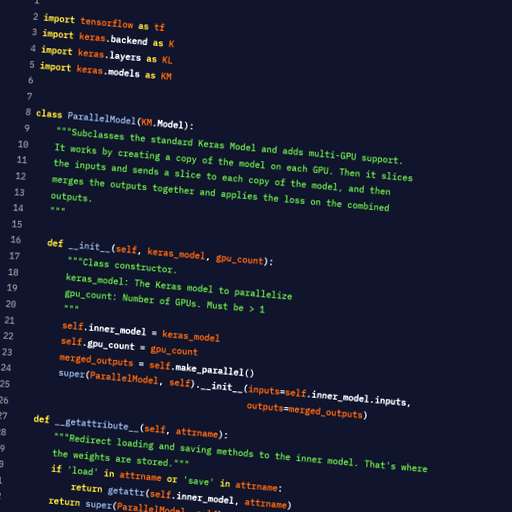 1
2 import tensorflow as tf
3 import keras.backend as K
4 import keras.layers as KL
5 import keras.models as KM
6
7
8 class ParallelModel(KM.Model):
9 """Subclasses the standard Keras Model and adds multi-GPU support.
10 It works by creating a copy of the model on each GPU. Then it slices
11 the inputs and sends a slice to each copy of the model, and then
12 merges the outputs together and applies the loss on the combined
13 outputs.
14 """
15
16 def __init__(self, keras_model, gpu_count):
17 """Class constructor.
18 keras_model: The Keras model to parallelize
19 gpu_count: Number of GPUs. Must be > 1
20 """
21 self.inner_model = keras_model
22 self.gpu_count = gpu_count
23 merged_outputs = self.make_parallel()
24 super(ParallelModel, self).__init__(inputs=self.inner_model.inputs,
25 outputs=merged_outputs)
26
27 def __getattribute__(self, attrname):
8 """Redirect loading and saving methods to the inner model. That's where
9 the weights are stored."""
0 if 'load' in attrname or 'save' in attrname:
1 return getattr(self.inner_model, attrname)
2 return super(ParallelModel,